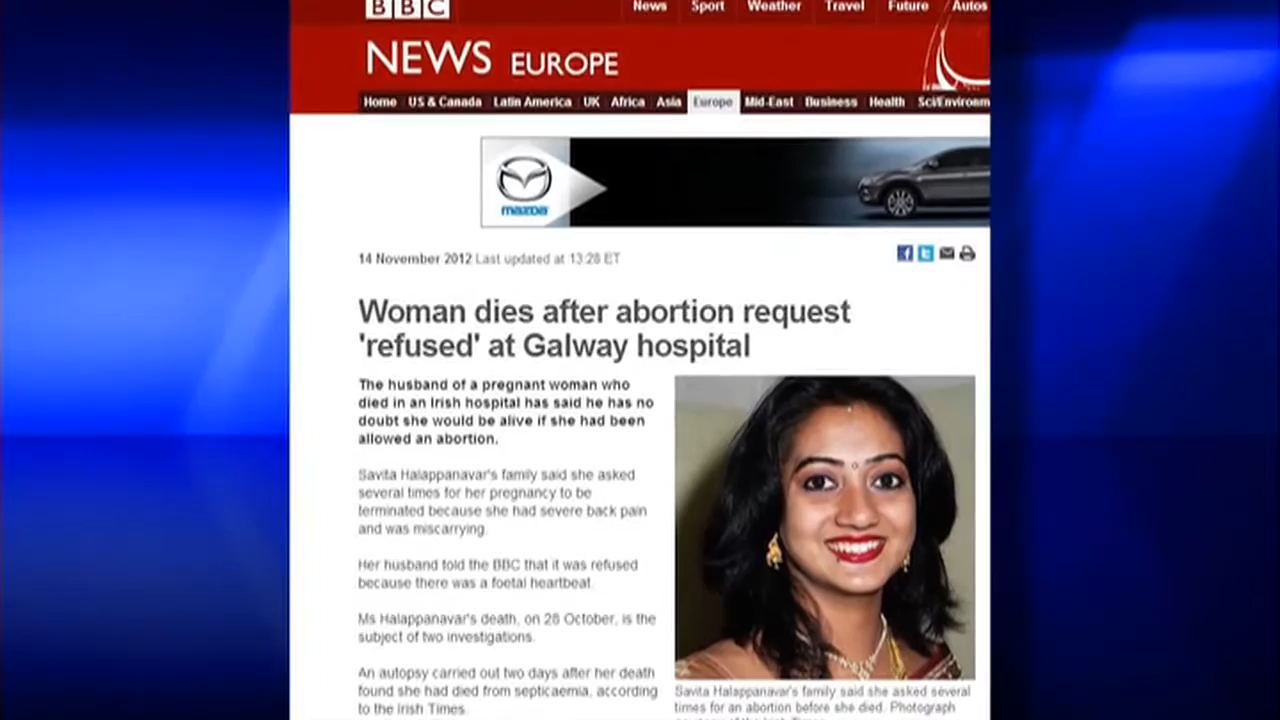 BBC
News Sport Weather Travel Future Autos
NEWS EUROPE
Home US & Canada Latin America UK Africa Asia Europe Mid-East Business Health Sci/Environm
mazda
14 November 2012 Last updated at 13:28 ET
Woman dies after abortion request
'refused' at Galway hospital
The husband of a pregnant woman who
died in an Irish hospital has said he has no
doubt she would be alive if she had been
allowed an abortion.
Savita Halappanavar's family said she asked
several times for her pregnancy to be
terminated because she had severe back pain
and was miscarrying.
Her husband told the BBC that it was refused
because there was a foetal heartbeat.
Ms Halappanavar's death, on 28 October, is the
subject of two investigations.
An autopsy carried out two days after her death
found she had died from septicaemia, according
to the Irish Times.
Savita Halappanavar's family said she asked several
times for an abortion before she died. Photograph